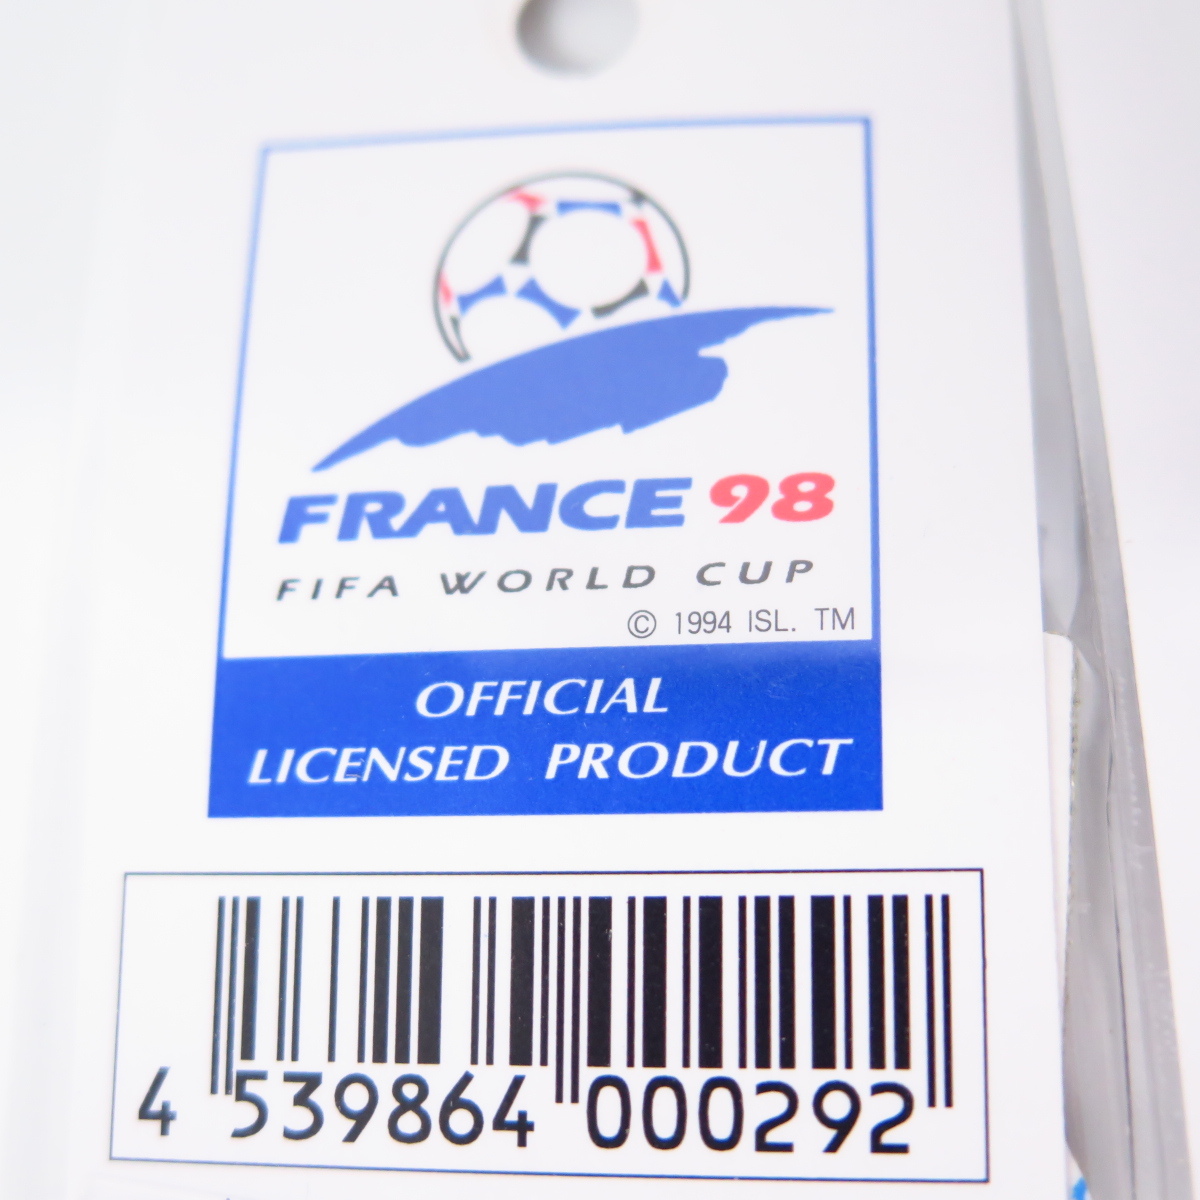 FRANCE 98
FIFA WORLD CUP
© 1994 ISL. TM
OFFICIAL
LICENSED PRODUCT
4 539864 000292